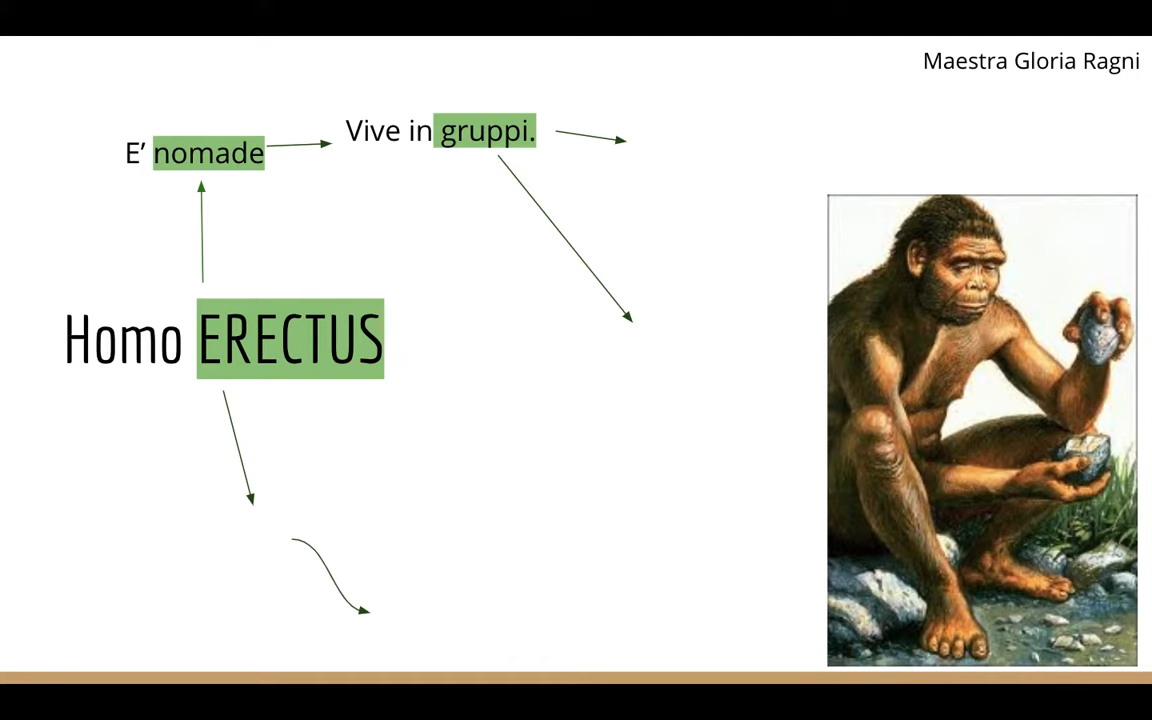 Maestra Gloria Ragni
Vive in gruppi.
E’ nomade
Homo ERECTUS